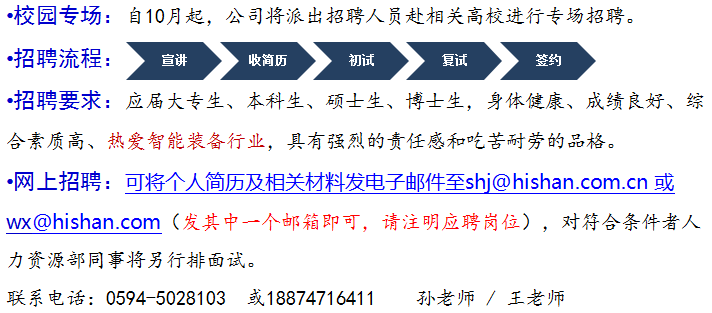 •校园专场：自10月起，公司将派出招聘人员赴相关高校进行专场招聘。
•招聘流程：宣讲 收简历 初试 复试 签约
•招聘要求：应届大专生、本科生、硕士生、博士生，身体健康、成绩良好、综
合素质高、热爱智能装备行业，具有强烈的责任感和吃苦耐劳的品格。
•网上招聘：可将个人简历及相关材料发电子邮件至shj@hishan.com.cn 或
wx@hishan.com（发其中一个邮箱即可，请注明应聘岗位），对符合条件者人
力资源部同事将另行排面试。
联系电话：0594-5028103 或18874716411 孙老师 / 王老师